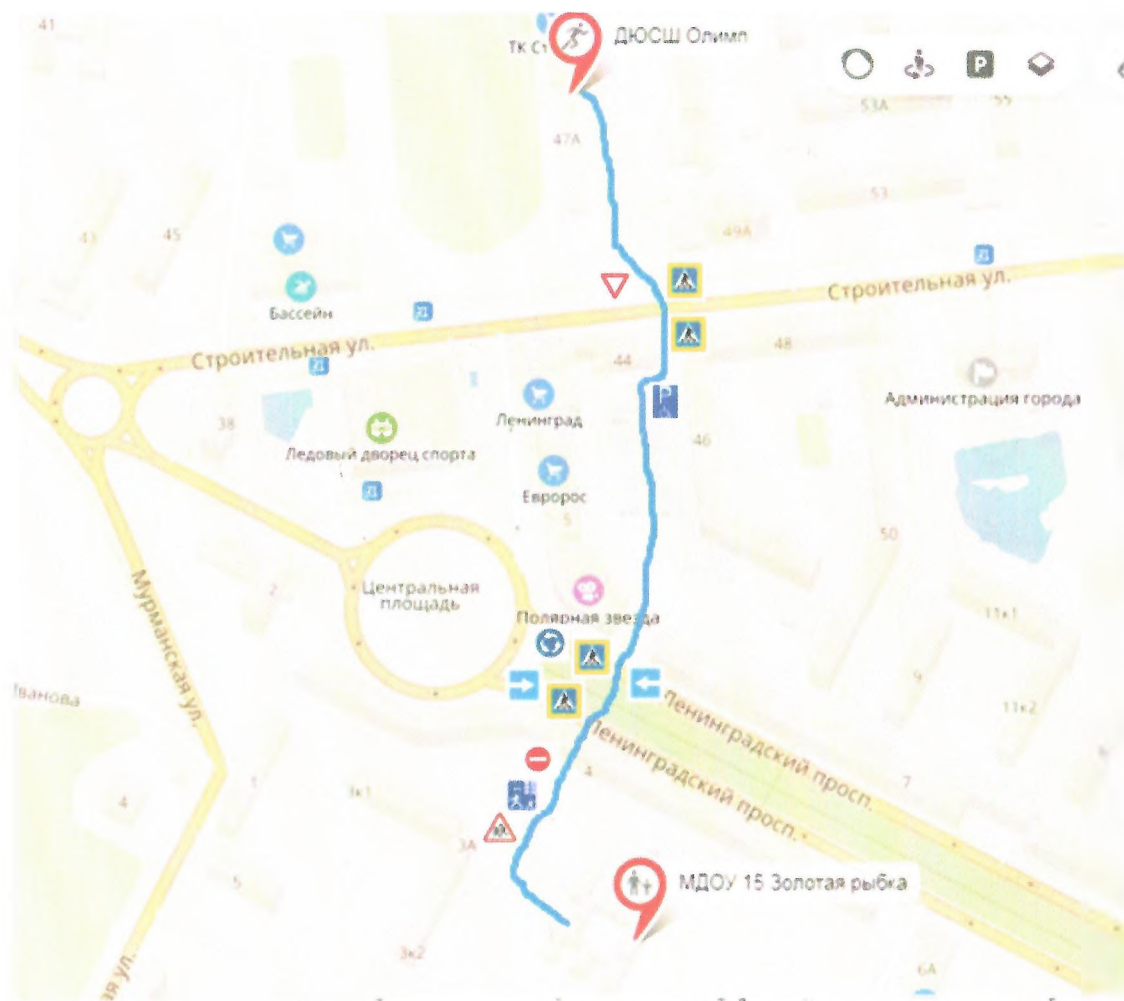 41
ТК Ст
ДЮСШ Олимп
P
53А
55
47А
53
43
45
49А
Бассейн
Строительная ул.
Строительная ул.
44
48
Ленинград
Администрация города
38
Ледовый дворец спорта
46
P
Евророс
5
50
Центральная
площадь
2
Полярная звезда
11к1
Мурманская ул.
9
Иванова
11к2
Ленинградский просп.
Ленинградский просп.
4
7
1
4
3к1
3А
5
МДОУ 15 Золотая рыбка
3к2
6А
ая ул.